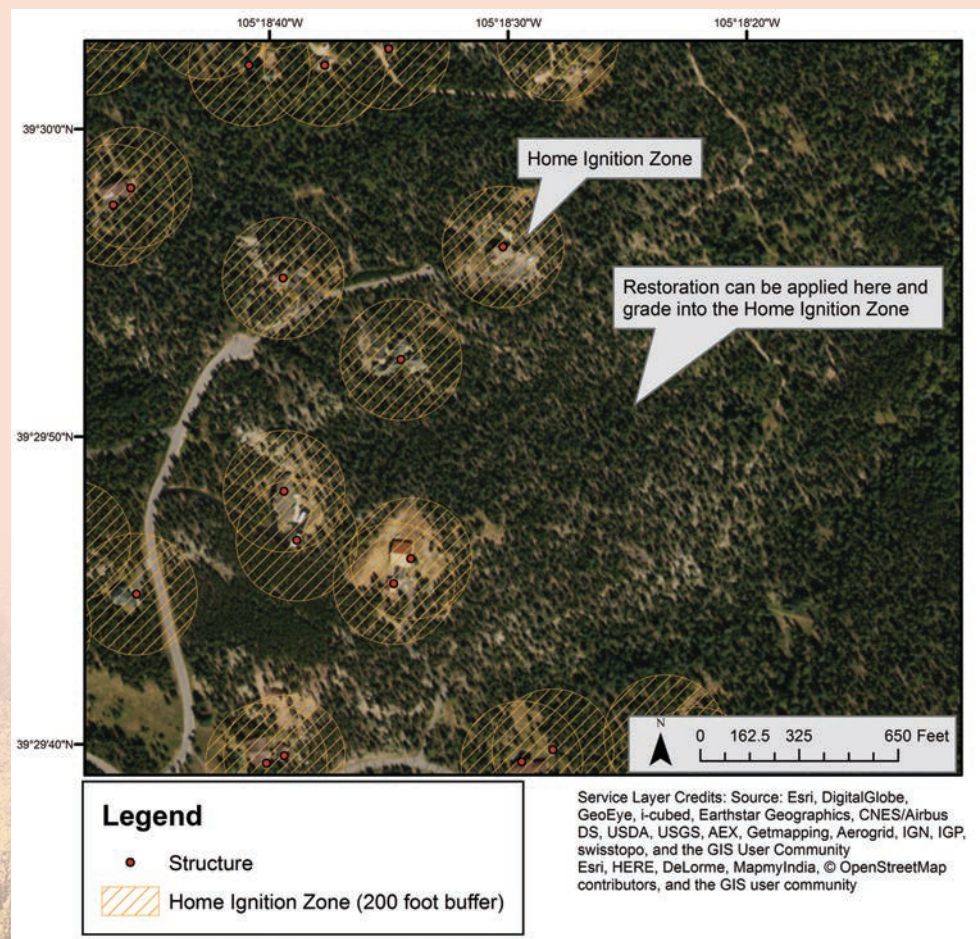 105°18'40"W
105°18'30"W
105°18'20"W
39°30'0"N
Home Ignition Zone
Restoration can be applied here and
grade into the Home Ignition Zone
39°29'50"N
39°29'40"N
N
0 162.5 325 650 Feet
Legend
Structure
Home Ignition Zone (200 foot buffer)
Service Layer Credits: Source: Esri, DigitalGlobe,
GeoEye, i-cubed, Earthstar Geographics, CNES/Airbus
DS, USDA, USGS, AEX, Getmapping, Aerogrid, IGN, IGP,
swisstopo, and the GIS User Community
Esri, HERE, DeLorme, MapmyIndia, © OpenStreetMap
contributors, and the GIS user community